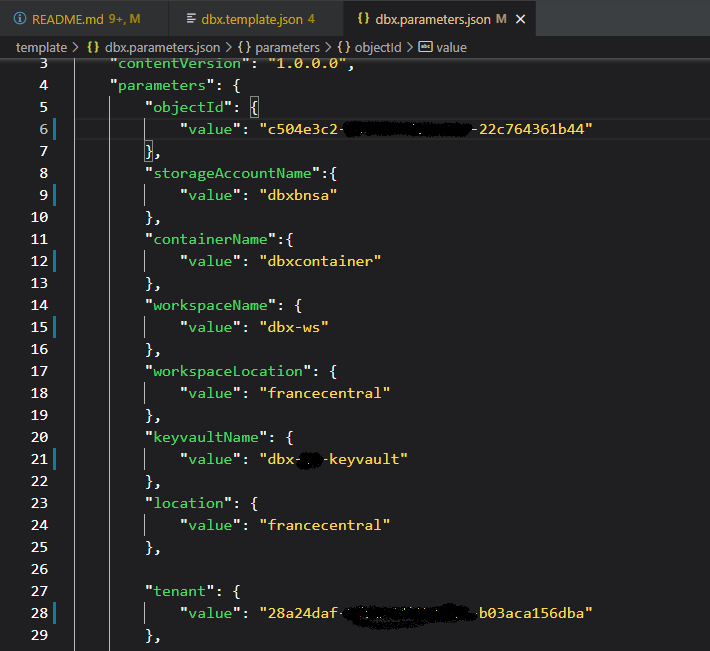 README.md 9+, M dbx.template.json 4 dbx.parameters.json M
template > dbx.parameters.json > parameters > objectId > value
3 "contentVersion": "1.0.0.0",
4 "parameters": {
5 "objectId": {
6 "value": "c504e3c2- -22c764361b44"
7 },
8 "storageAccountName":{
9 "value": "dbxbnsa"
10 },
11 "containerName":{
12 "value": "dbxcontainer"
13 },
14 "workspaceName": {
15 "value": "dbx-ws"
16 },
17 "workspaceLocation": {
18 "value": "francecentral"
19 },
20 "keyvaultName": {
21 "value": "dbx- -keyvault"
22 },
23 "location": {
24 "value": "francecentral"
25 },
26
27 "tenant": {
28 "value": "28a24daf- -b03aca156dba"
29 },